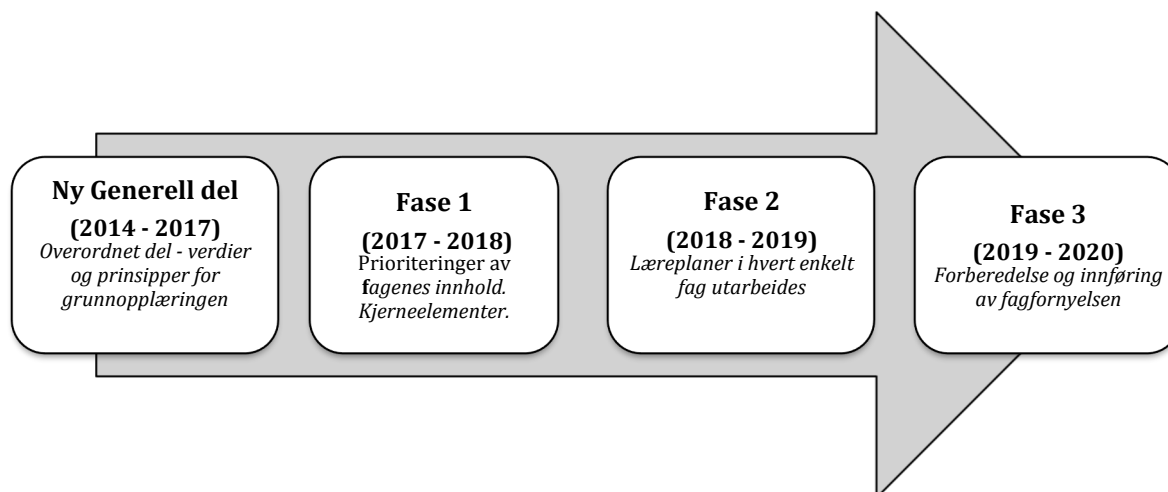 Ny Generell del
(2014 - 2017)
Overordnet del - verdier
og prinsipper for
grunnopplæringen
Fase 1
(2017 - 2018)
Prioriteringer av
fagenes innhold.
Kjerneelementer.
Fase 2
(2018 - 2019)
Læreplaner i hvert enkelt
fag utarbeides
Fase 3
(2019 - 2020)
Forberedelse og innføring
av fagfornyelsen